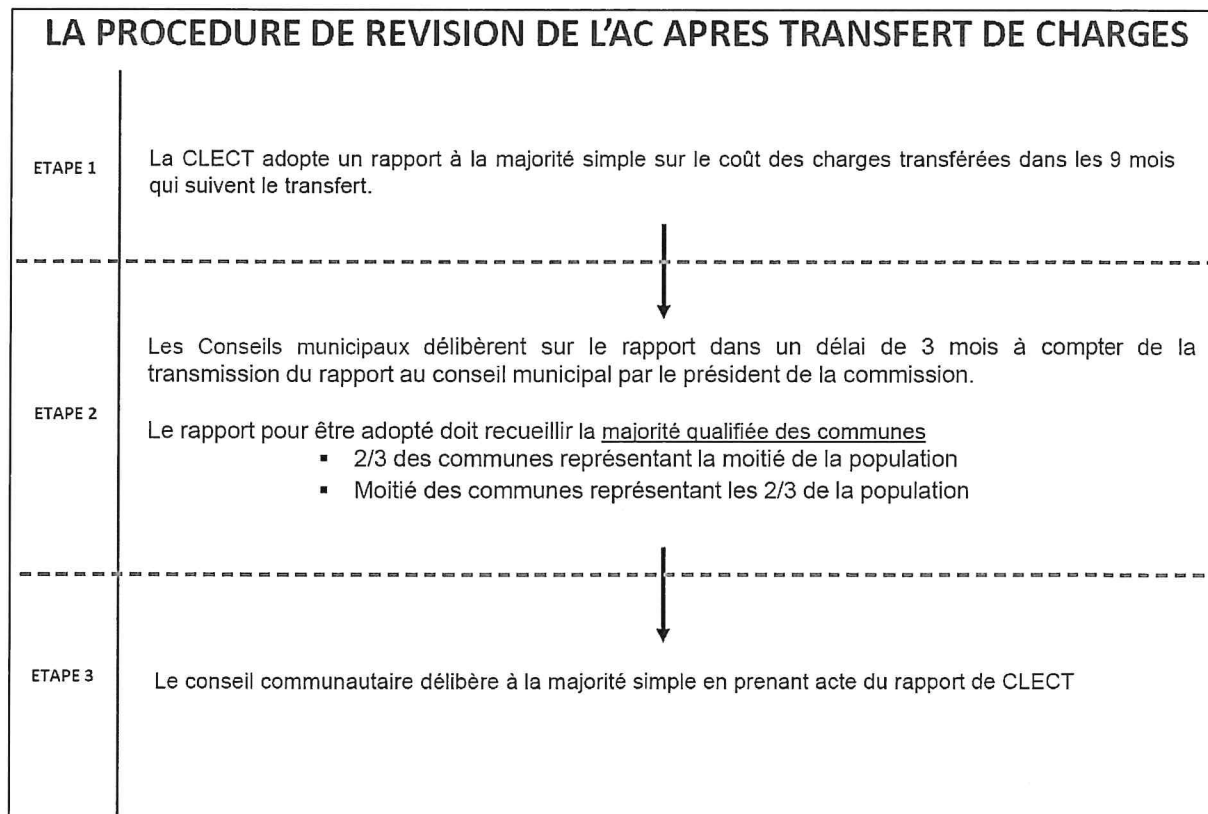 LA PROCEDURE DE REVISION DE L'AC APRES TRANSFERT DE CHARGES
ETAPE 1
La CLECT adopte un rapport à la majorité simple sur le coût des charges transférées dans les 9 mois
qui suivent le transfert.
ETAPE 2
Les Conseils municipaux délibèrent sur le rapport dans un délai de 3 mois à compter de la
transmission du rapport au conseil municipal par le président de la commission.
Le rapport pour être adopté doit recueillir la majorité qualifiée des communes
▪ 2/3 des communes représentant la moitié de la population
▪ Moitié des communes représentant les 2/3 de la population
ETAPE 3
Le conseil communautaire délibère à la majorité simple en prenant acte du rapport de CLECT